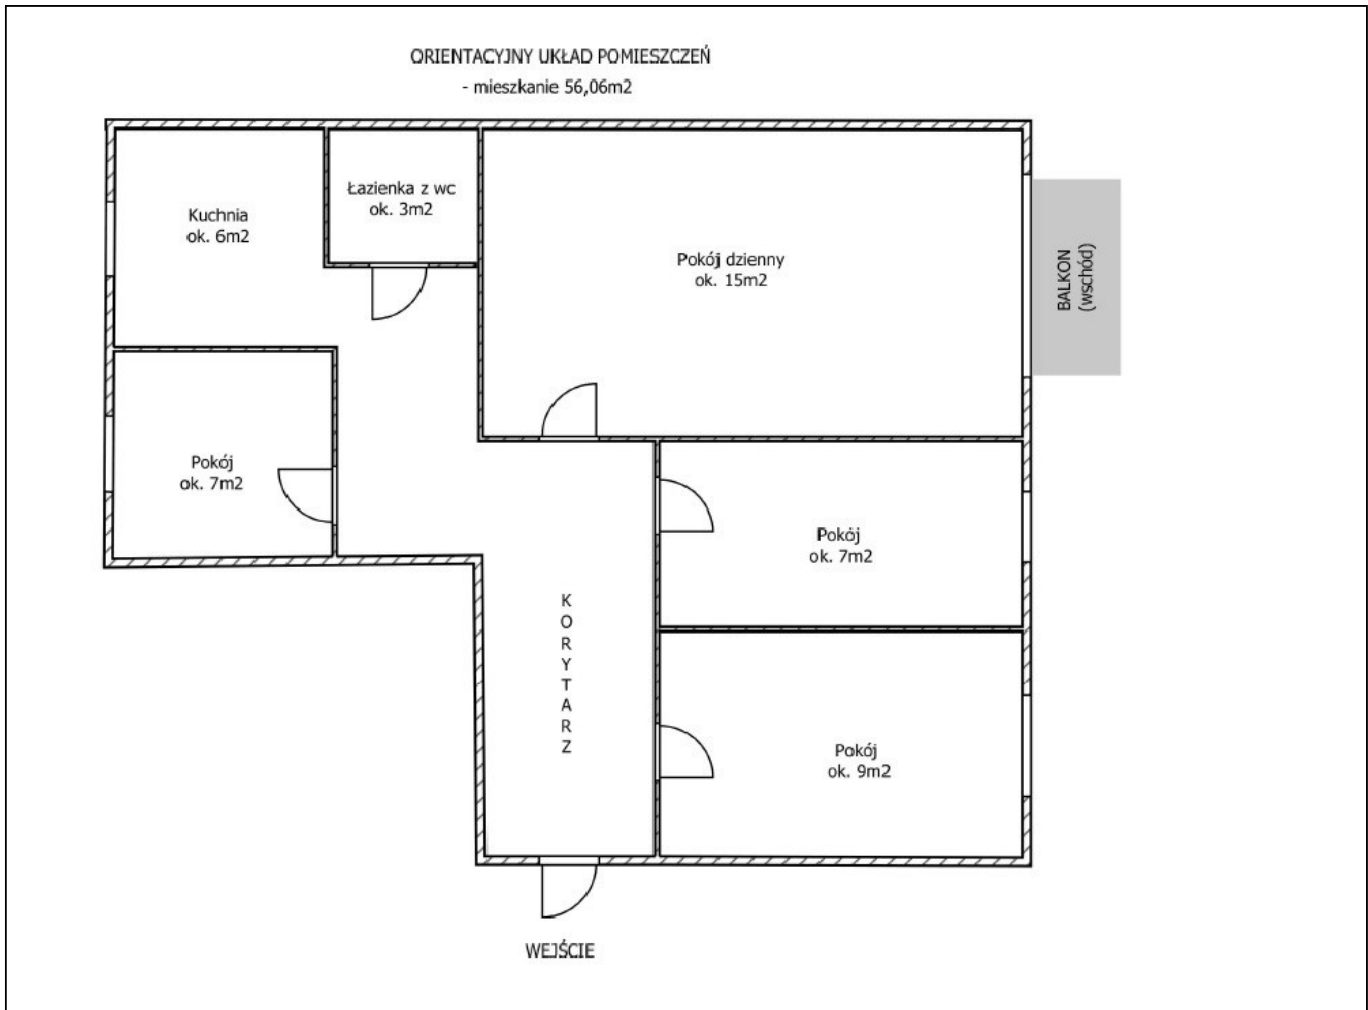 ORIENTACYJNY UKŁAD POMIESZCZEŃ
- mieszkanie 56,06m2
Łazienka z wc
ok. 3m2
Kuchnia
ok. 6m2
Pokój dzienny
ok. 15m2
BALKON
(wschód)
Pokój
ok. 7m2
Pokój
ok. 7m2
KORYTARZ
Pokój
ok. 9m2
WEJŚCIE